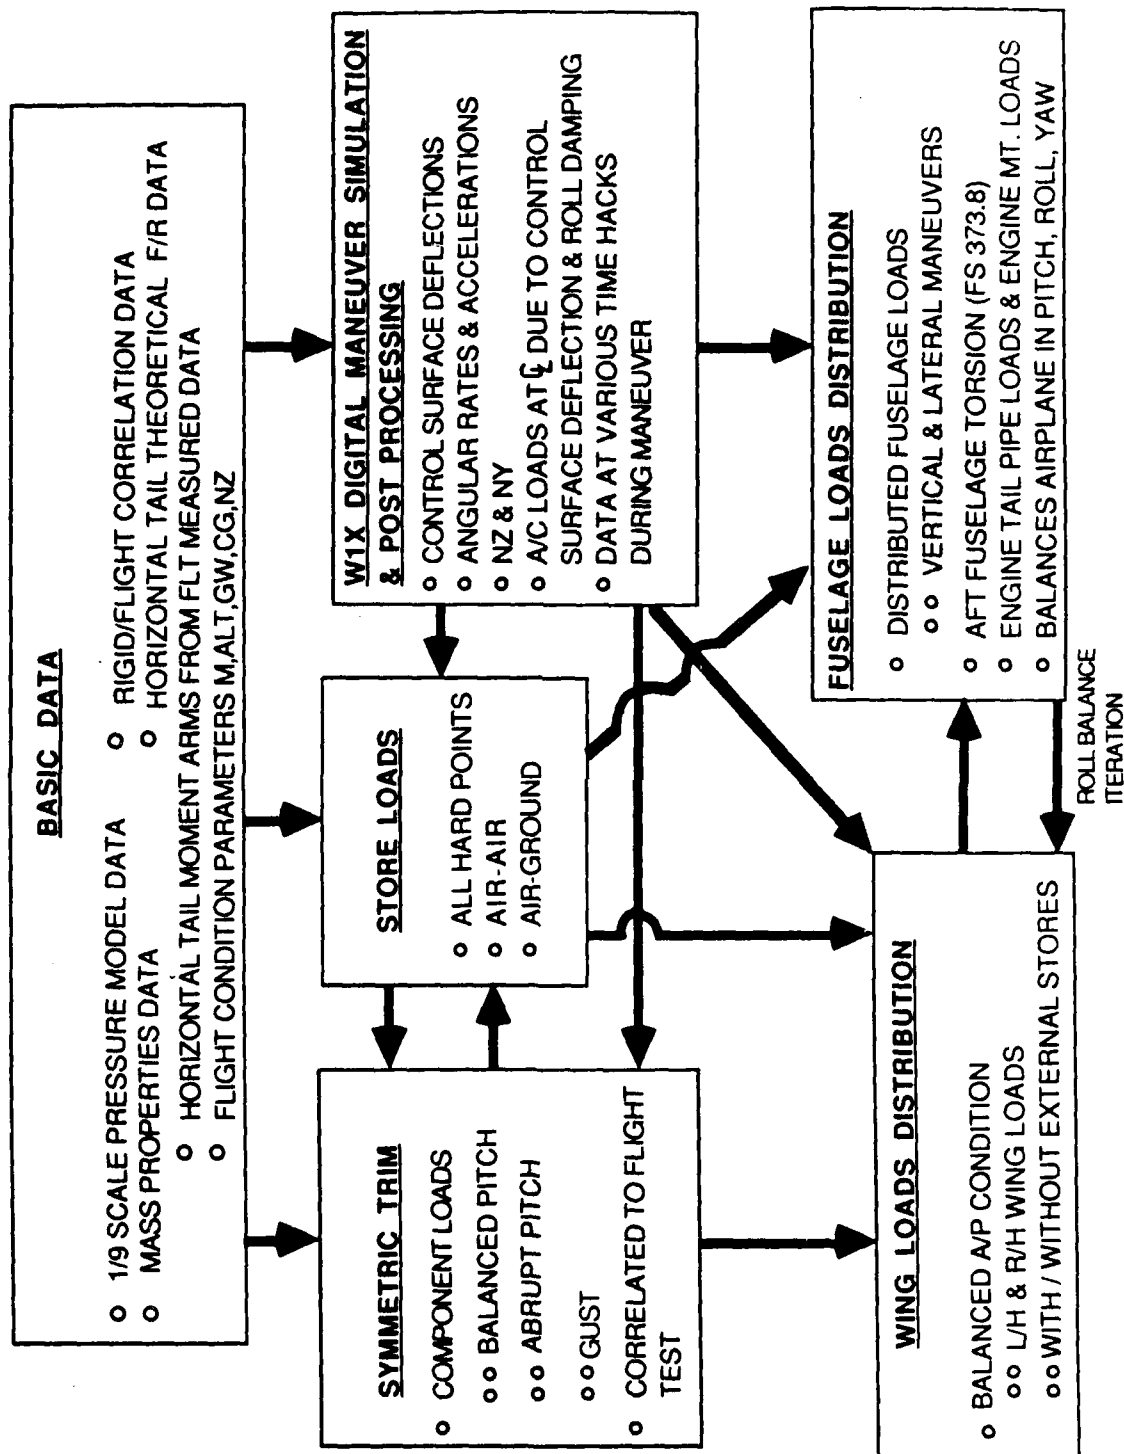 BASIC DATA
o 1/9 SCALE PRESSURE MODEL DATA
o MASS PROPERTIES DATA
o RIGID/FLIGHT CORRELATION DATA
o HORIZONTAL TAIL THEORETICAL F/R DATA
o HORIZONTAL TAIL MOMENT ARMS FROM FLT MEASURED DATA
o FLIGHT CONDITION PARAMETERS M,ALT,GW,CG,NZ
SYMMETRIC TRIM
o COMPONENT LOADS
oo BALANCED PITCH
oo ABRUPT PITCH
oo GUST
o CORRELATED TO FLIGHT
TEST
STORE LOADS
o ALL HARD POINTS
o AIR-AIR
o AIR-GROUND
W1X DIGITAL MANEUVER SIMULATION
& POST PROCESSING
o CONTROL SURFACE DEFLECTIONS
o ANGULAR RATES & ACCELERATIONS
o NZ & NY
o A/C LOADS AT ℄ DUE TO CONTROL
SURFACE DEFLECTION & ROLL DAMPING
o DATA AT VARIOUS TIME HACKS
DURING MANEUVER
WING LOADS DISTRIBUTION
o BALANCED A/P CONDITION
oo L/H & R/H WING LOADS
oo WITH / WITHOUT EXTERNAL STORES
ROLL BALANCE
ITERATION
FUSELAGE LOADS DISTRIBUTION
o DISTRIBUTED FUSELAGE LOADS
oo VERTICAL & LATERAL MANEUVERS
o AFT FUSELAGE TORSION (FS 373.8)
o ENGINE TAIL PIPE LOADS & ENGINE MT. LOADS
o BALANCES AIRPLANE IN PITCH, ROLL, YAW